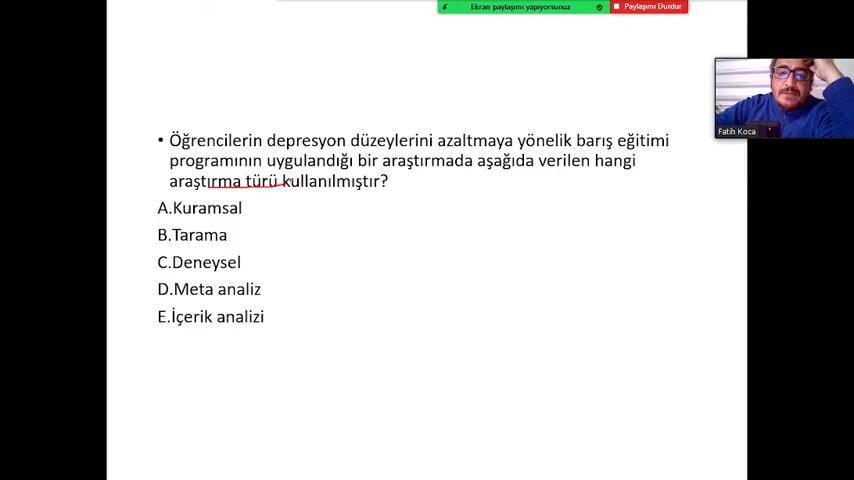 Ekran paylaşımı yapıyorsunuz
Paylaşımı Durdur
Fatih Koca
• Öğrencilerin depresyon düzeylerini azaltmaya yönelik barış eğitimi
programının uygulandığı bir araştırmada aşağıda verilen hangi
araştırma türü kullanılmıştır?
A.Kuramsal
B.Tarama
C.Deneysel
D.Meta analiz
E.İçerik analizi